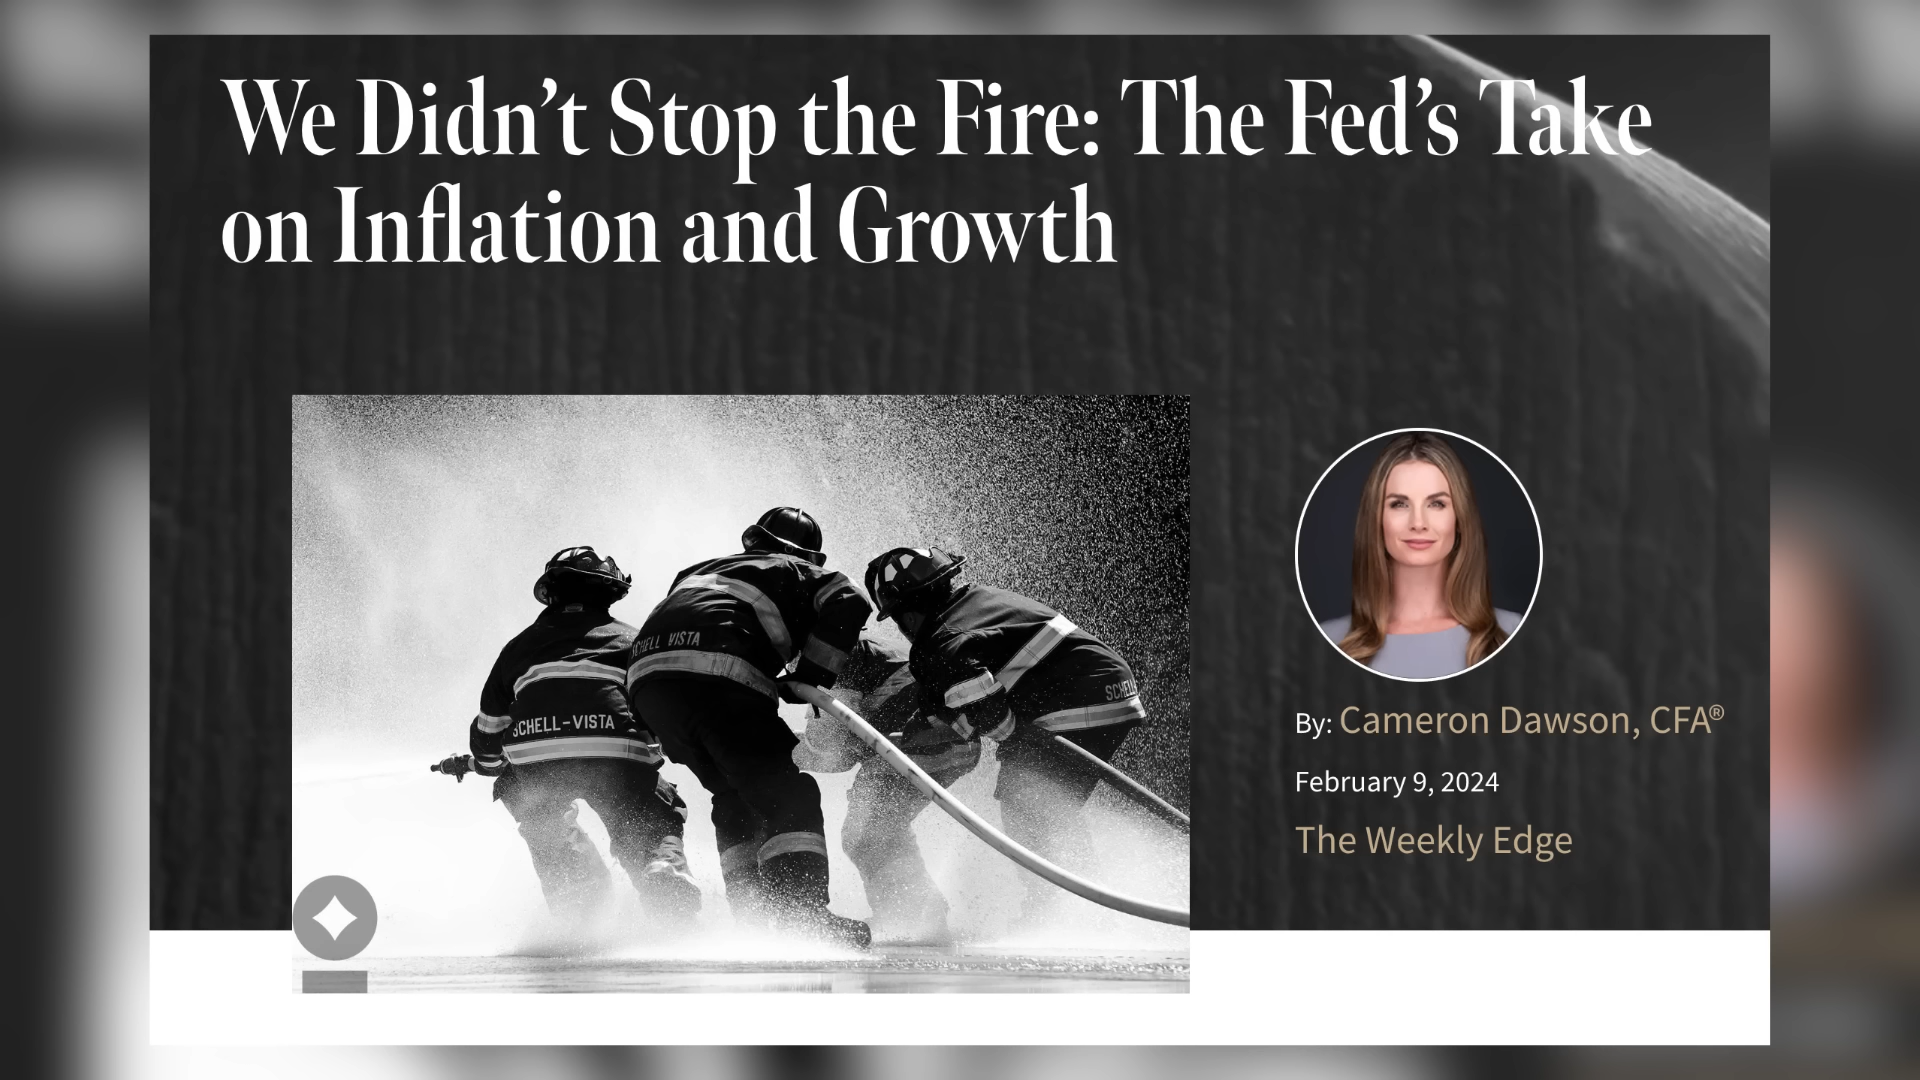 We Didn’t Stop the Fire: The Fed’s Take
on Inflation and Growth
SCHELL VISTA
SCHELL-VISTA
SCHELL
By: Cameron Dawson, CFA®
February 9, 2024
The Weekly Edge